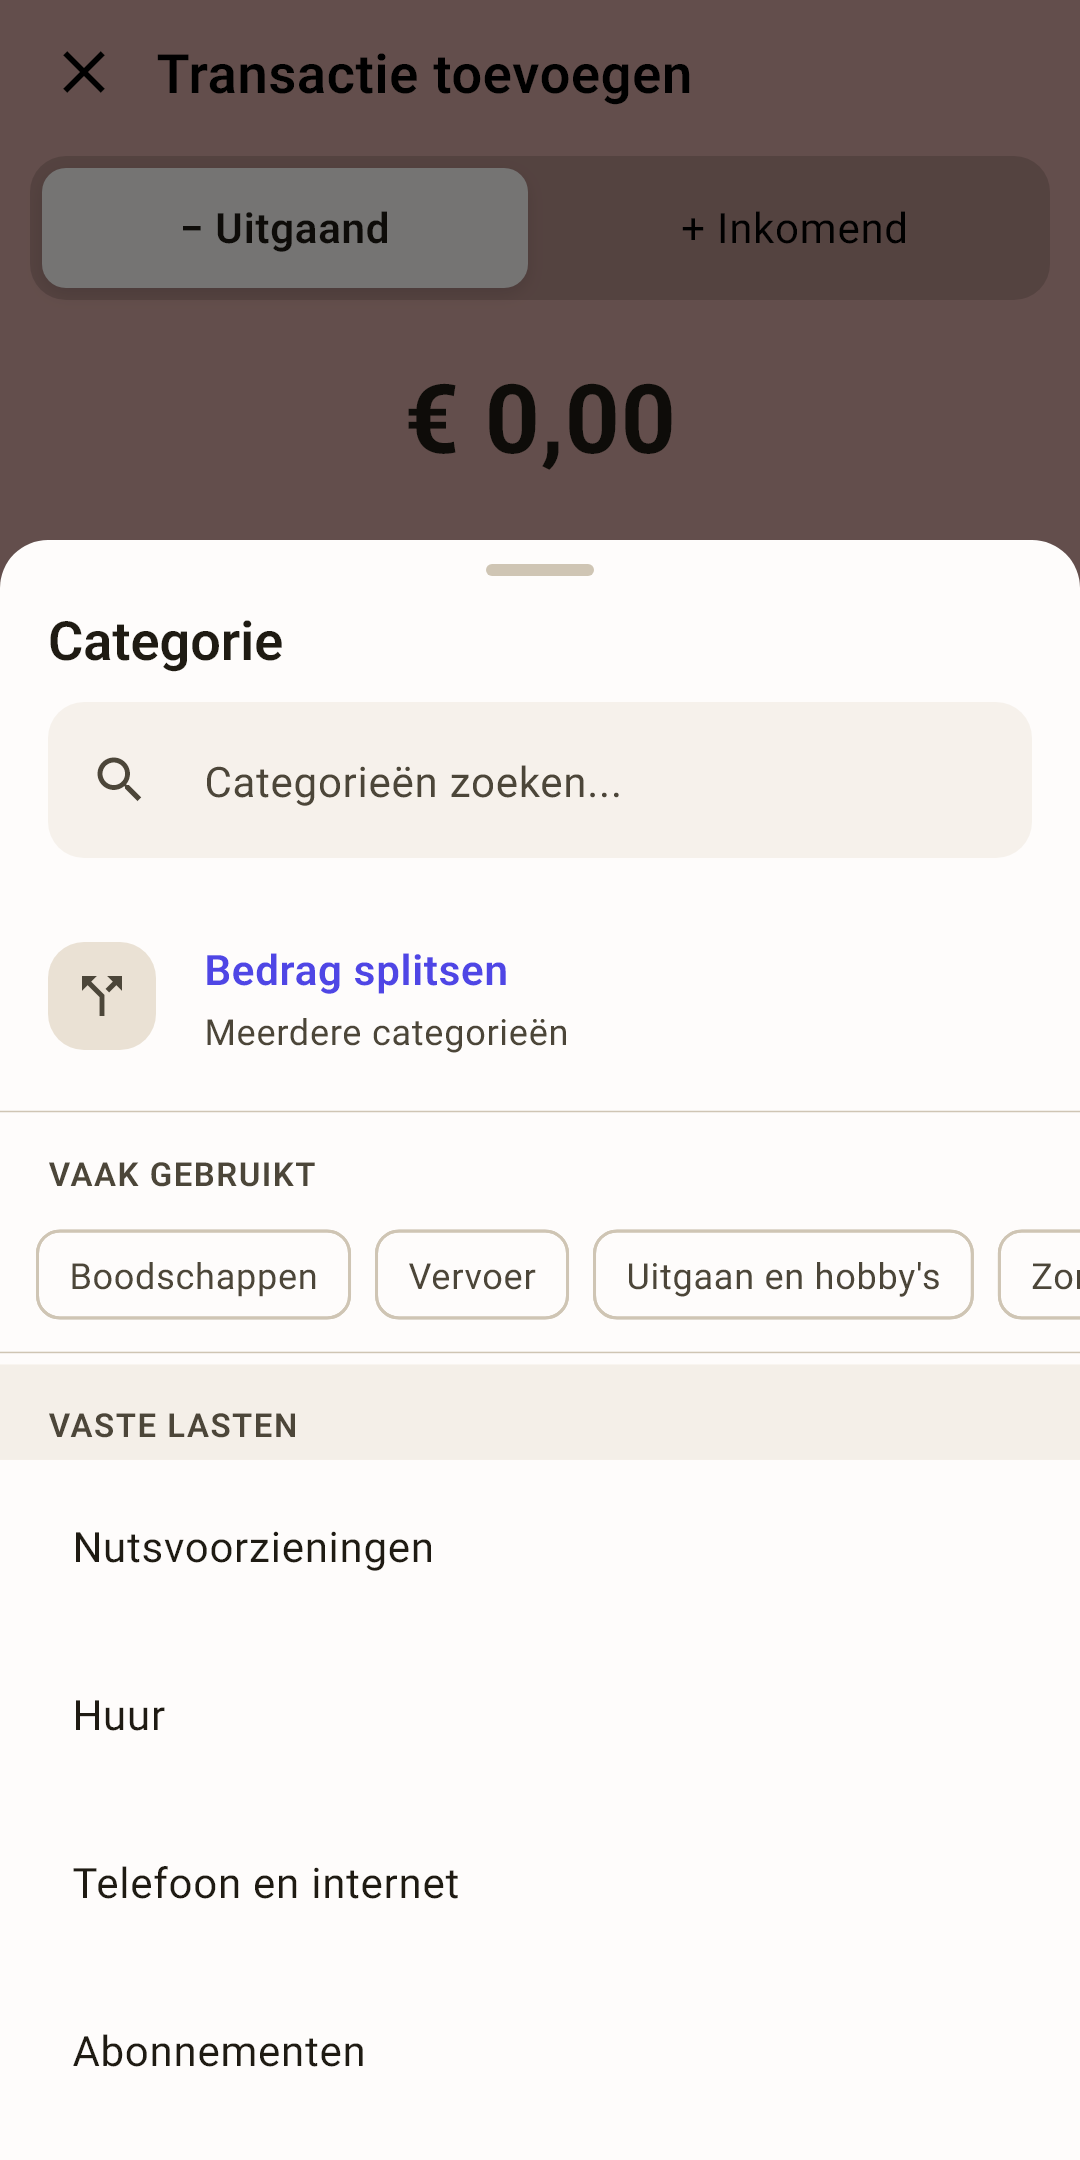 Transactie toevoegen
− Uitgaand
+ Inkomend
€ 0,00
Categorie
Categorieën zoeken...
Bedrag splitsen
Meerdere categorieën
VAAK GEBRUIKT
Boodschappen
Vervoer
Uitgaan en hobby's
VASTE LASTEN
Nutsvoorzieningen
Huur
Telefoon en internet
Abonnementen